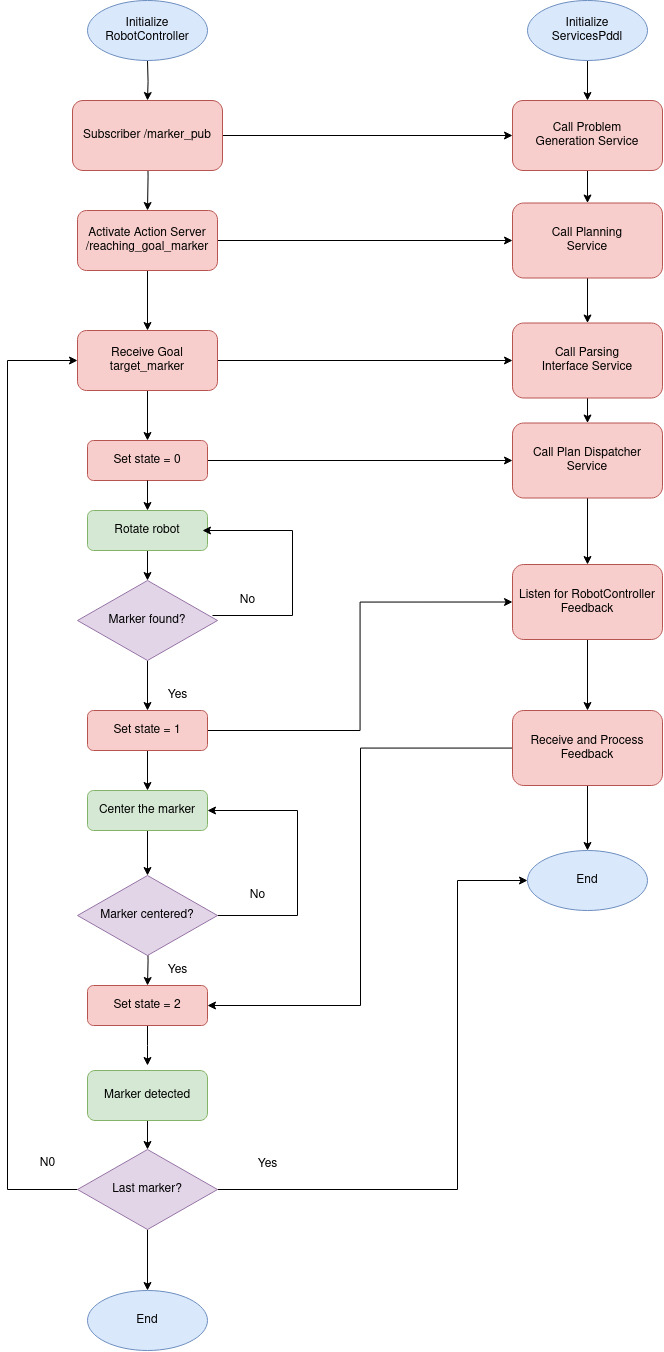 Initialize
RobotController
Initialize
ServicesPddl
Subscriber /marker_pub
Call Problem
Generation Service
Activate Action Server
/reaching_goal_marker
Call Planning
Service
Receive Goal
target_marker
Call Parsing
Interface Service
Set state = 0
Call Plan Dispatcher
Service
Rotate robot
No
Marker found?
Listen for RobotController
Feedback
Yes
Set state = 1
Receive and Process
Feedback
Center the marker
No
Marker centered?
End
Yes
Set state = 2
Marker detected
N0
Yes
Last marker?
End